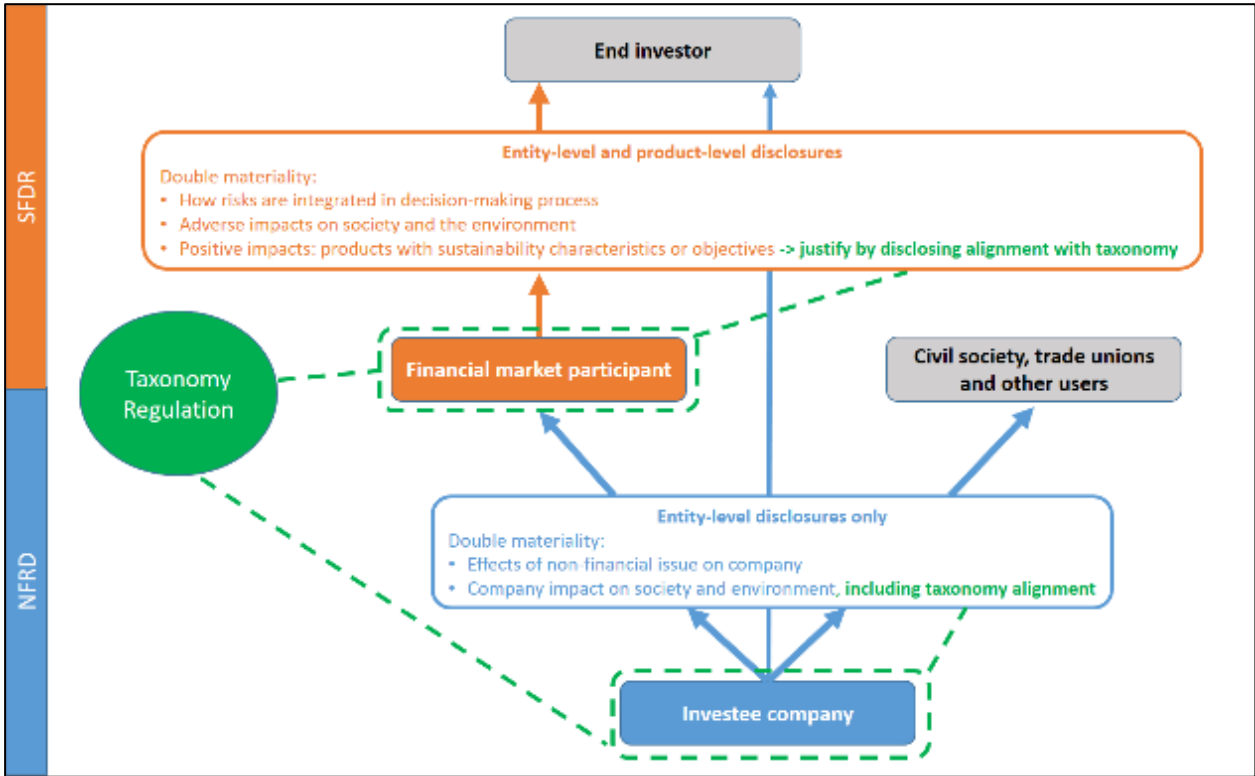 End investor
SFDR
Entity-level and product-level disclosures
Double materiality:
• How risks are integrated in decision-making process
• Adverse impacts on society and the environment
• Positive impacts: products with sustainability characteristics or objectives -> justify by disclosing alignment with taxonomy
Taxonomy
Regulation
Financial market participant
Civil society, trade unions
and other users
NFRD
Entity-level disclosures only
Double materiality:
• Effects of non-financial issue on company
• Company impact on society and environment, including taxonomy alignment
Investee company